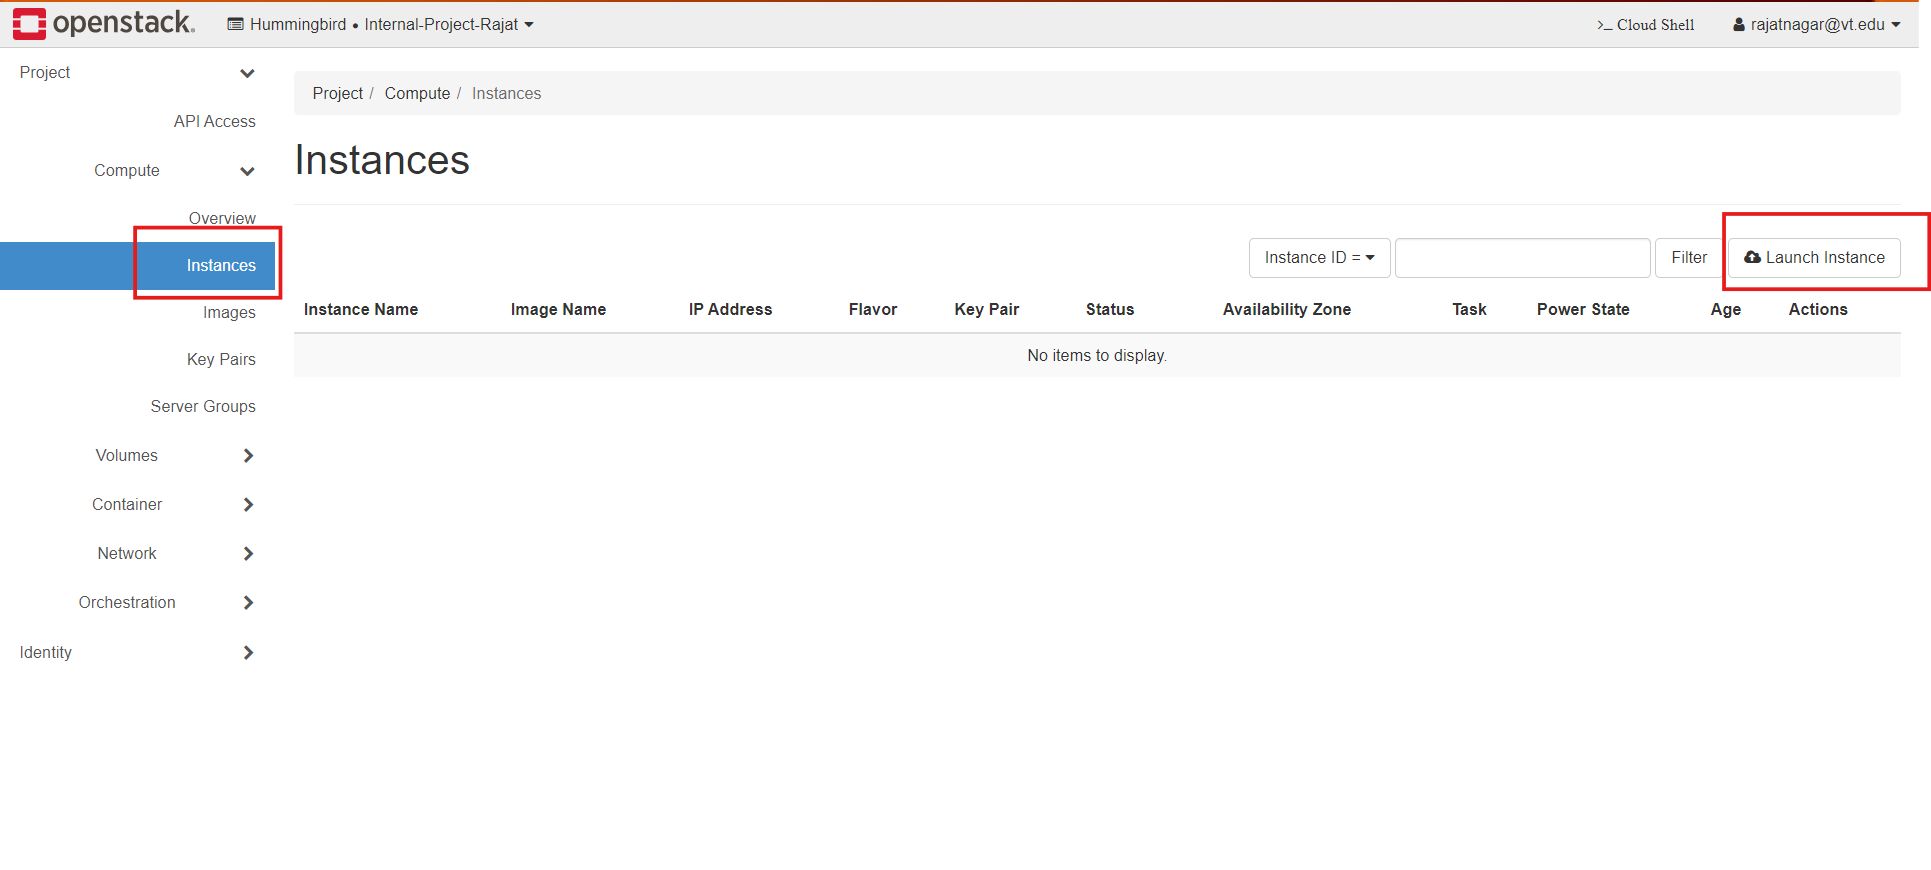 openstack. Hummingbird • Internal-Project-Rajat >_ Cloud Shell rajatnagar@vt.edu
Project
API Access
Compute
Overview
Instances
Images
Key Pairs
Server Groups
Volumes
Container
Network
Orchestration
Identity
Project / Compute / Instances
Instances
Instance ID = Filter Launch Instance
Instance Name Image Name IP Address Flavor Key Pair Status Availability Zone Task Power State Age Actions
No items to display.